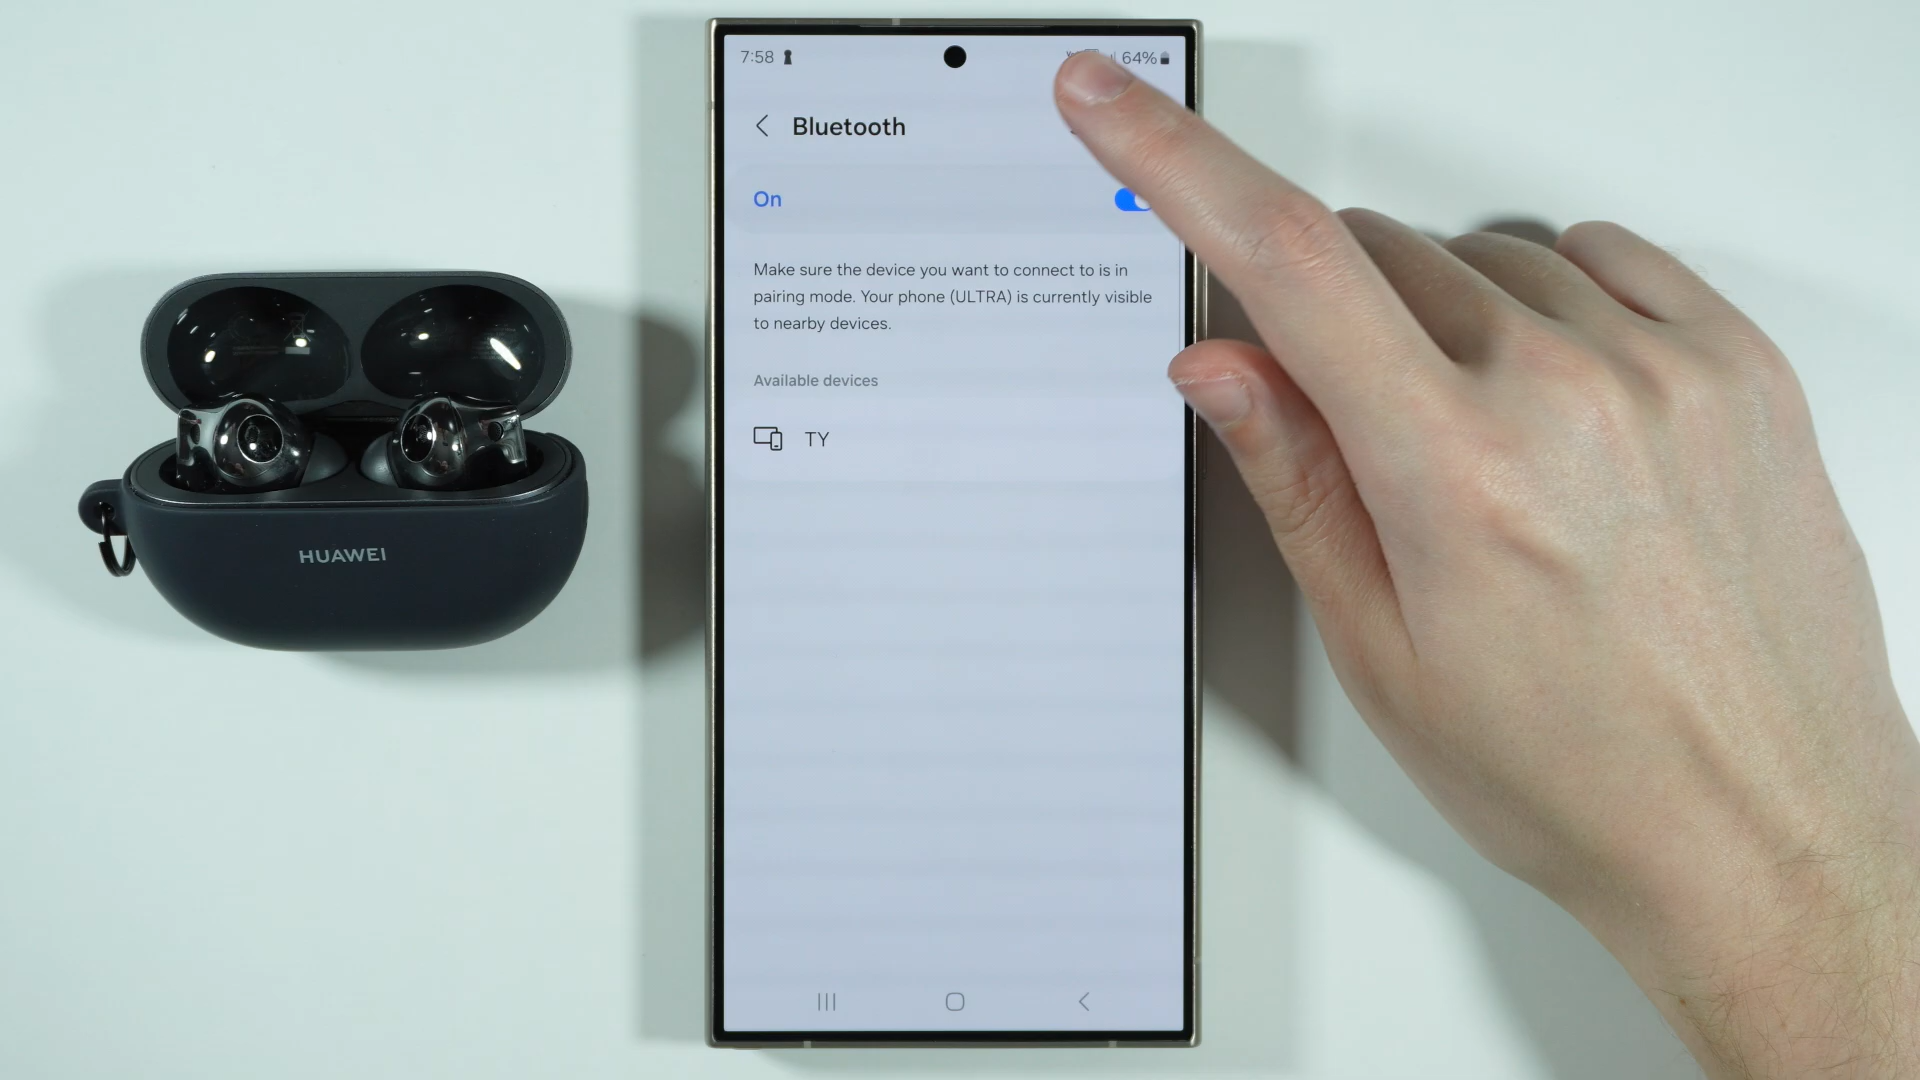 7:58
64%
Bluetooth
On
Make sure the device you want to connect to is in
pairing mode. Your phone (ULTRA) is currently visible
to nearby devices.
Available devices
TY
HUAWEI